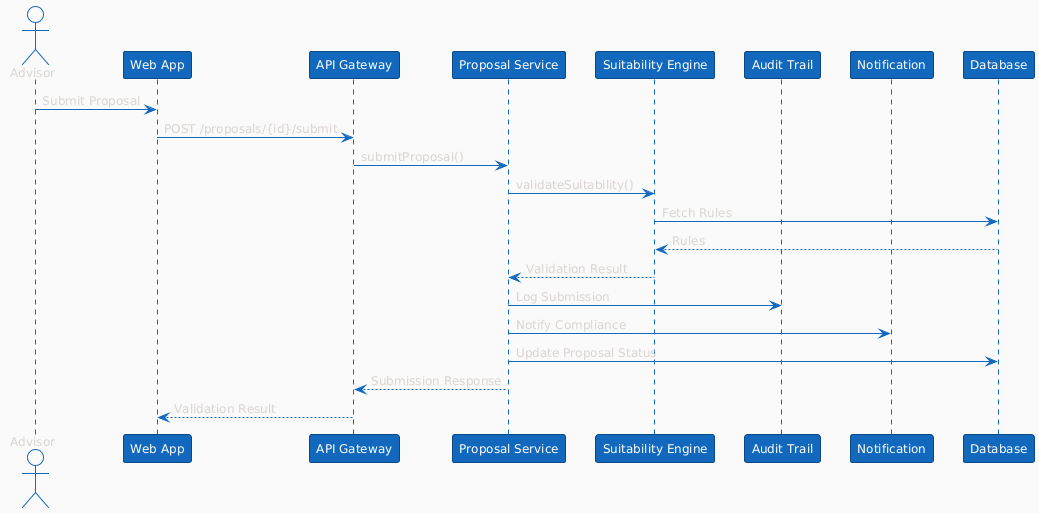 Advisor
Web App
API Gateway
Proposal Service
Suitability Engine
Audit Trail
Notification
Database
Submit Proposal
POST /proposals/{id}/submit
submitProposal()
validateSuitability()
Fetch Rules
Rules
Validation Result
Log Submission
Notify Compliance
Update Proposal Status
Submission Response
Validation Result
Advisor
Web App
API Gateway
Proposal Service
Suitability Engine
Audit Trail
Notification
Database